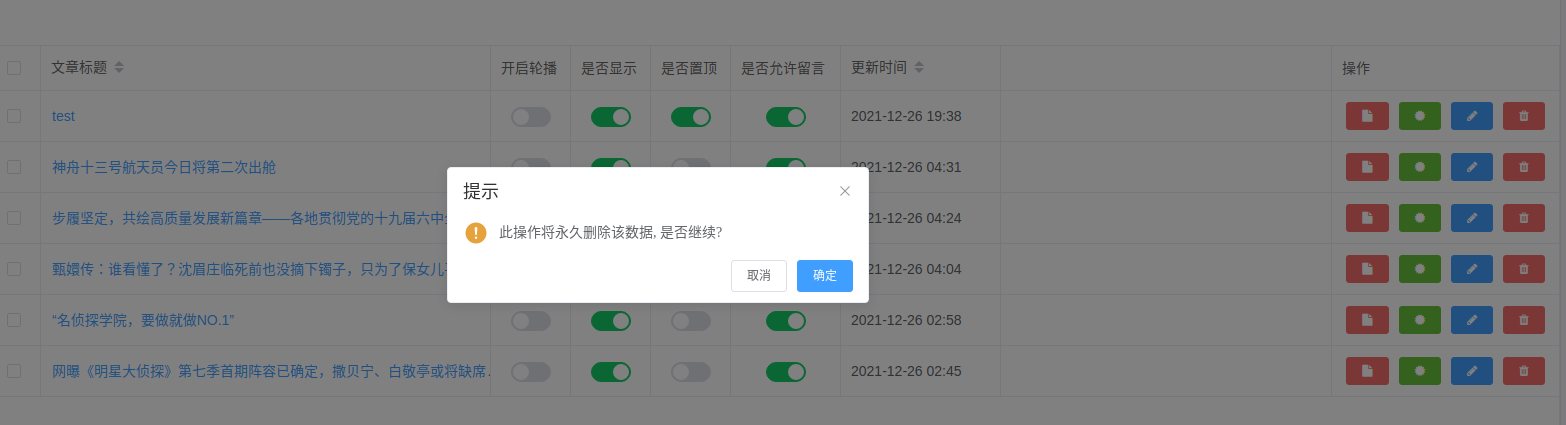 文章标题 开启轮播 是否显示 是否置顶 是否允许留言 更新时间 操作
test 2021-12-26 19:38
神舟十三号航天员今日将第二次出舱 2021-12-26 04:31
提示
步履坚定，共绘高质量发展新篇章——各地贯彻党的十九届六中 21-12-26 04:24
此操作将永久删除该数据, 是否继续?
甄嬛传：谁看懂了？沈眉庄临死前也没摘下镯子，只为了保女儿 21-12-26 04:04
取消 确定
“名侦探学院，要做就做NO.1” 2021-12-26 02:58
网曝《明星大侦探》第七季首期阵容已确定，撒贝宁、白敬亭或将缺席. 2021-12-26 02:45